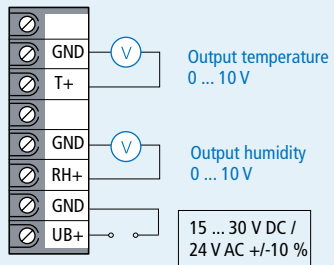 GND
V
Output temperature
0 ... 10 V
T+
GND
V
Output humidity
0 ... 10 V
RH+
GND
UB+
15 ... 30 V DC /
24 V AC +/-10 %